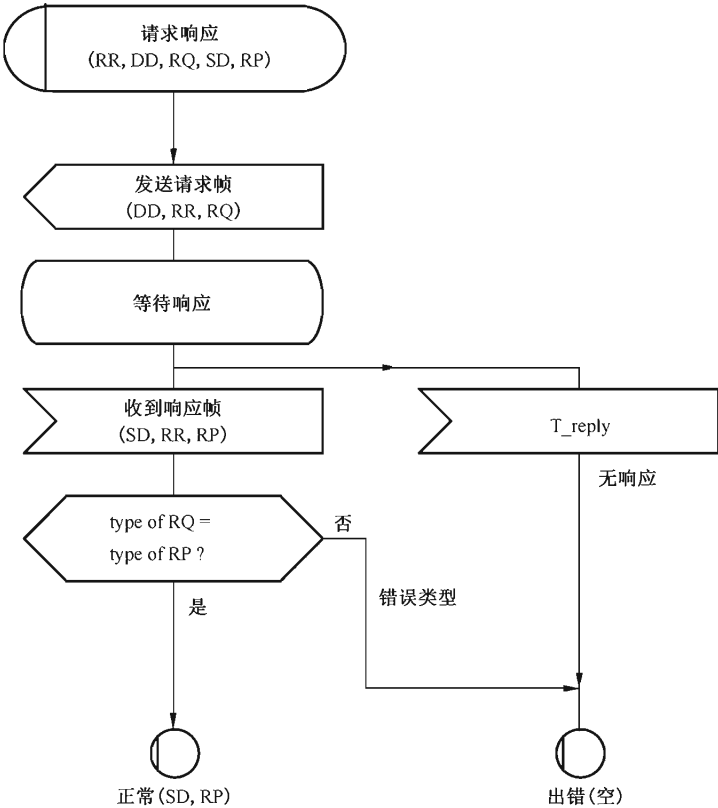 请求响应
(RR, DD, RQ, SD, RP)
发送请求帧
(DD, RR, RQ)
等待响应
收到响应帧
(SD, RR, RP)
T_reply
无响应
type of RQ =
type of RP ?
否
错误类型
是
正常(SD, RP)
出错(空)